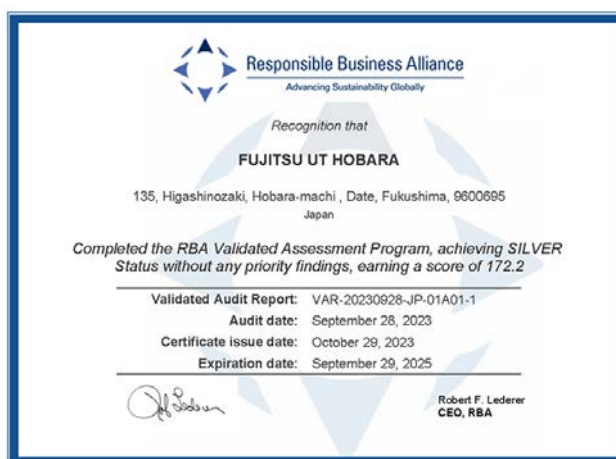 Responsible Business Alliance
Advancing Sustainability Globally
Recognition that
FUJITSU UT HOBARA
135, Higashinozaki, Hobara-machi , Date, Fukushima, 9600695
Japan
Completed the RBA Validated Assessment Program, achieving SILVER
Status without any priority findings, earning a score of 172.2
Validated Audit Report: VAR-20230928-JP-01A01-1
Audit date: September 28, 2023
Certificate issue date: October 29, 2023
Expiration date: September 29, 2025
Robert F. Lederer
CEO, RBA